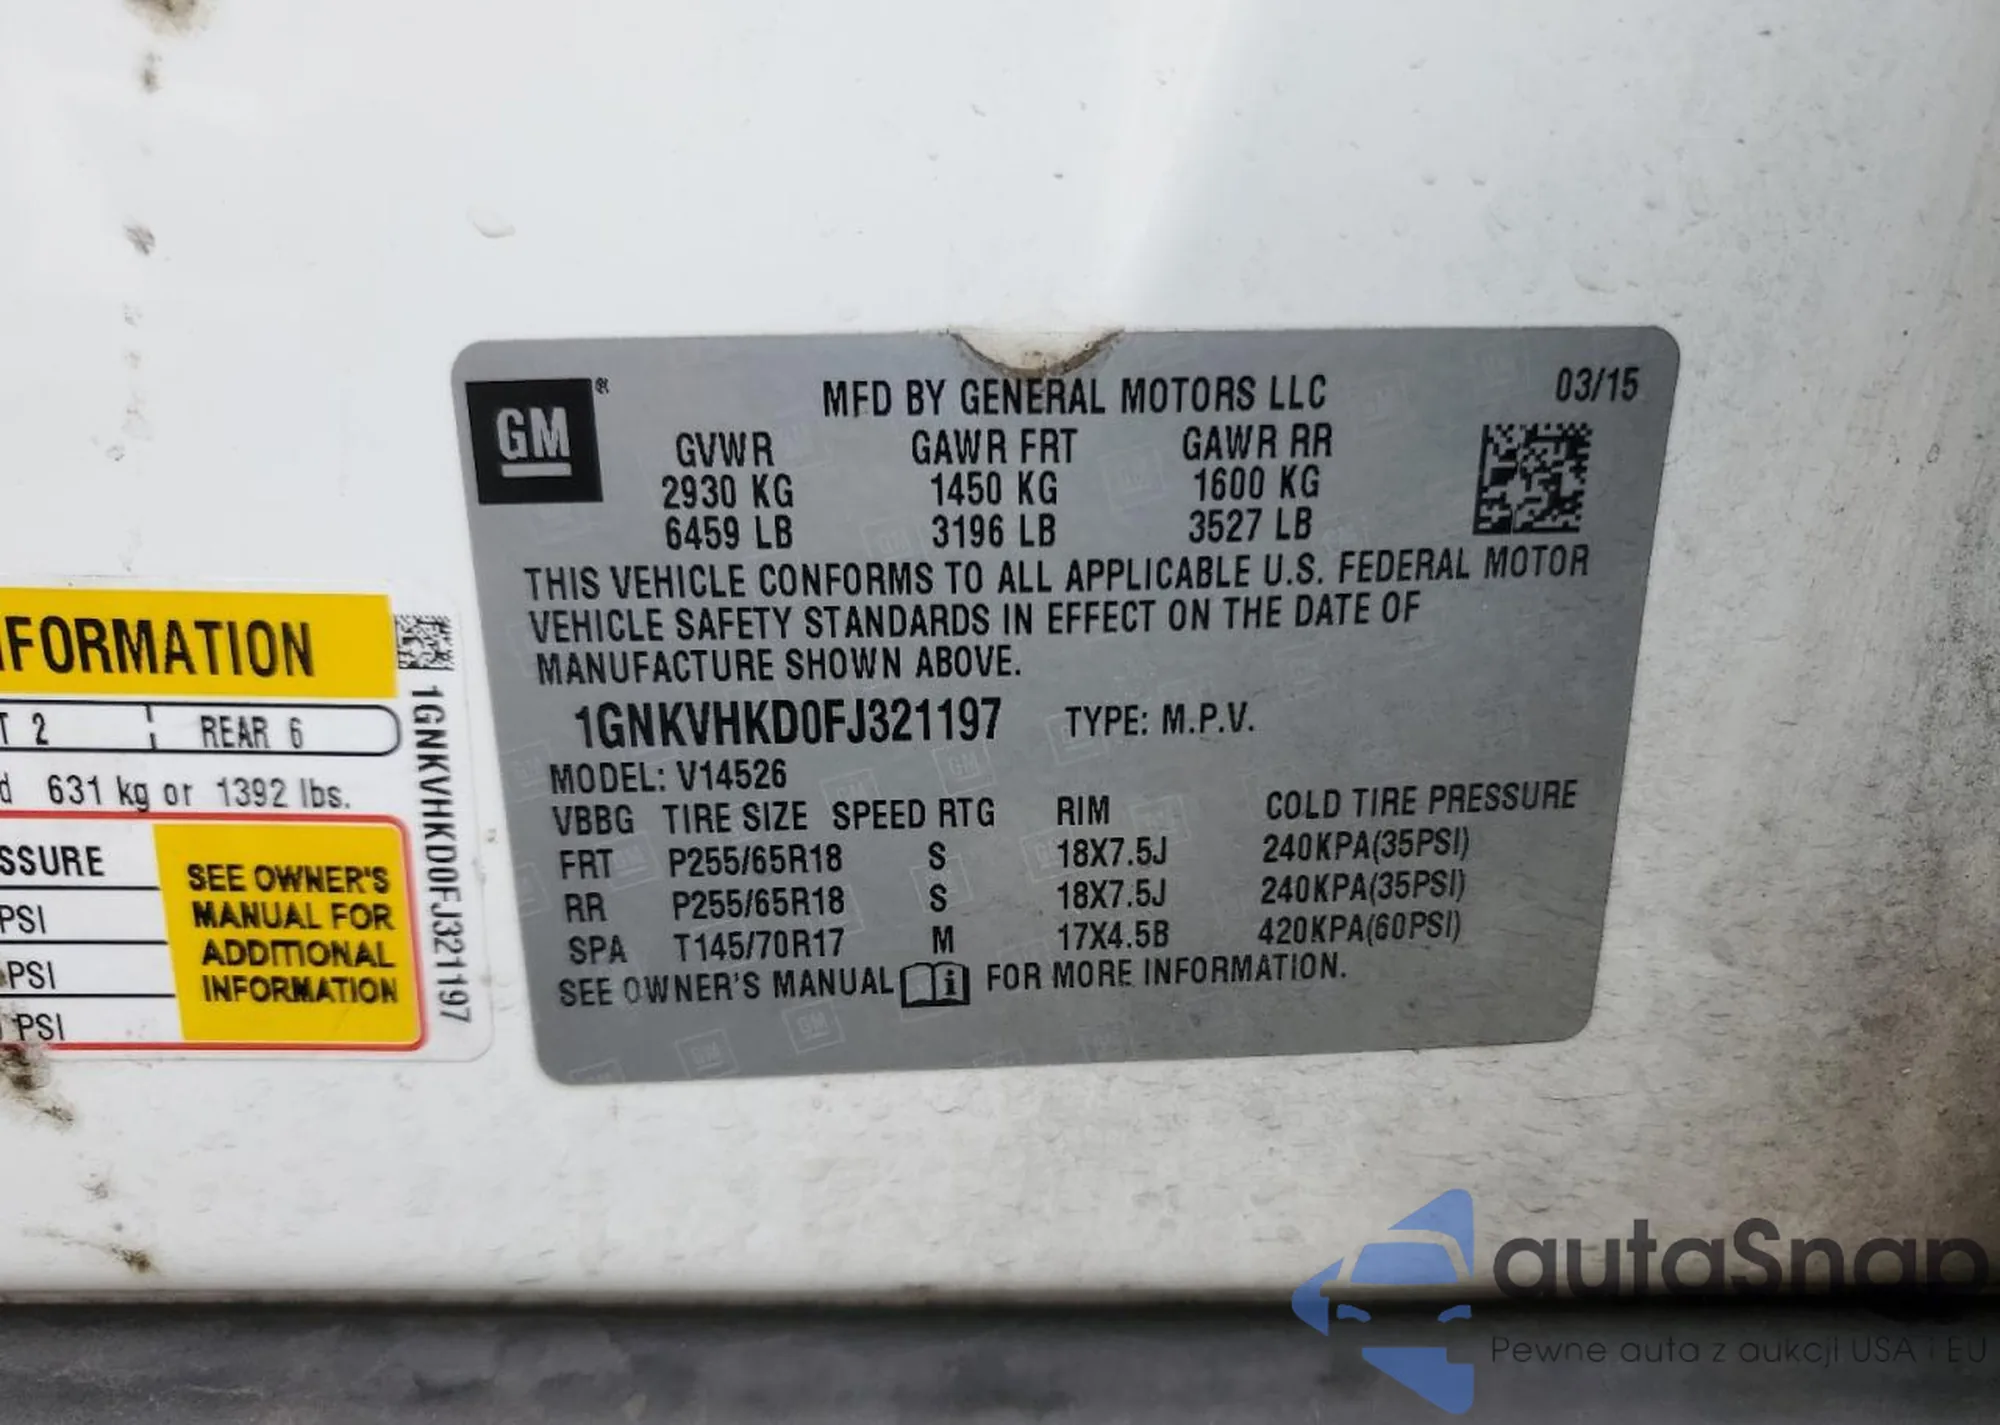 GM®
MFD BY GENERAL MOTORS LLC 03/15
GVWR GAWR FRT GAWR RR
2930 KG 1450 KG 1600 KG
6459 LB 3196 LB 3527 LB
THIS VEHICLE CONFORMS TO ALL APPLICABLE U.S. FEDERAL MOTOR
VEHICLE SAFETY STANDARDS IN EFFECT ON THE DATE OF
MANUFACTURE SHOWN ABOVE.
1GNKVHKD0FJ321197 TYPE: M.P.V.
MODEL: V14526
VBBG TIRE SIZE SPEED RTG RIM COLD TIRE PRESSURE
FRT P255/65R18 S 18X7.5J 240KPA(35PSI)
RR P255/65R18 S 18X7.5J 240KPA(35PSI)
SPA T145/70R17 M 17X4.5B 420KPA(60PSI)
SEE OWNER'S MANUAL i FOR MORE INFORMATION.
FORMATION
T 2 REAR 6
d 631 kg or 1392 lbs.
SSURE
PSI
PSI
PSI
SEE OWNER'S
MANUAL FOR
ADDITIONAL
INFORMATION
1GNKVHKD0FJ321197
autaSnap
Pewne auta z aukcji USA i EU